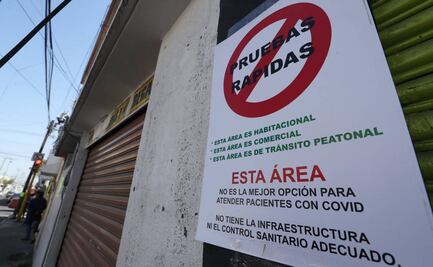 PRUEBAS
RAPIDAS
* ESTA ÁREA ES HABITACIONAL
* ESTA ÁREA ES COMERCIAL
* ESTA ÁREA ES DE TRÁNSITO PEATONAL
ESTA ÁREA
NO ES LA MEJOR OPCIÓN PARA
ATENDER PACIENTES CON COVID
NO TIENE LA INFRAESTRUCTURA
NI EL CONTROL SANITARIO ADECUADO.